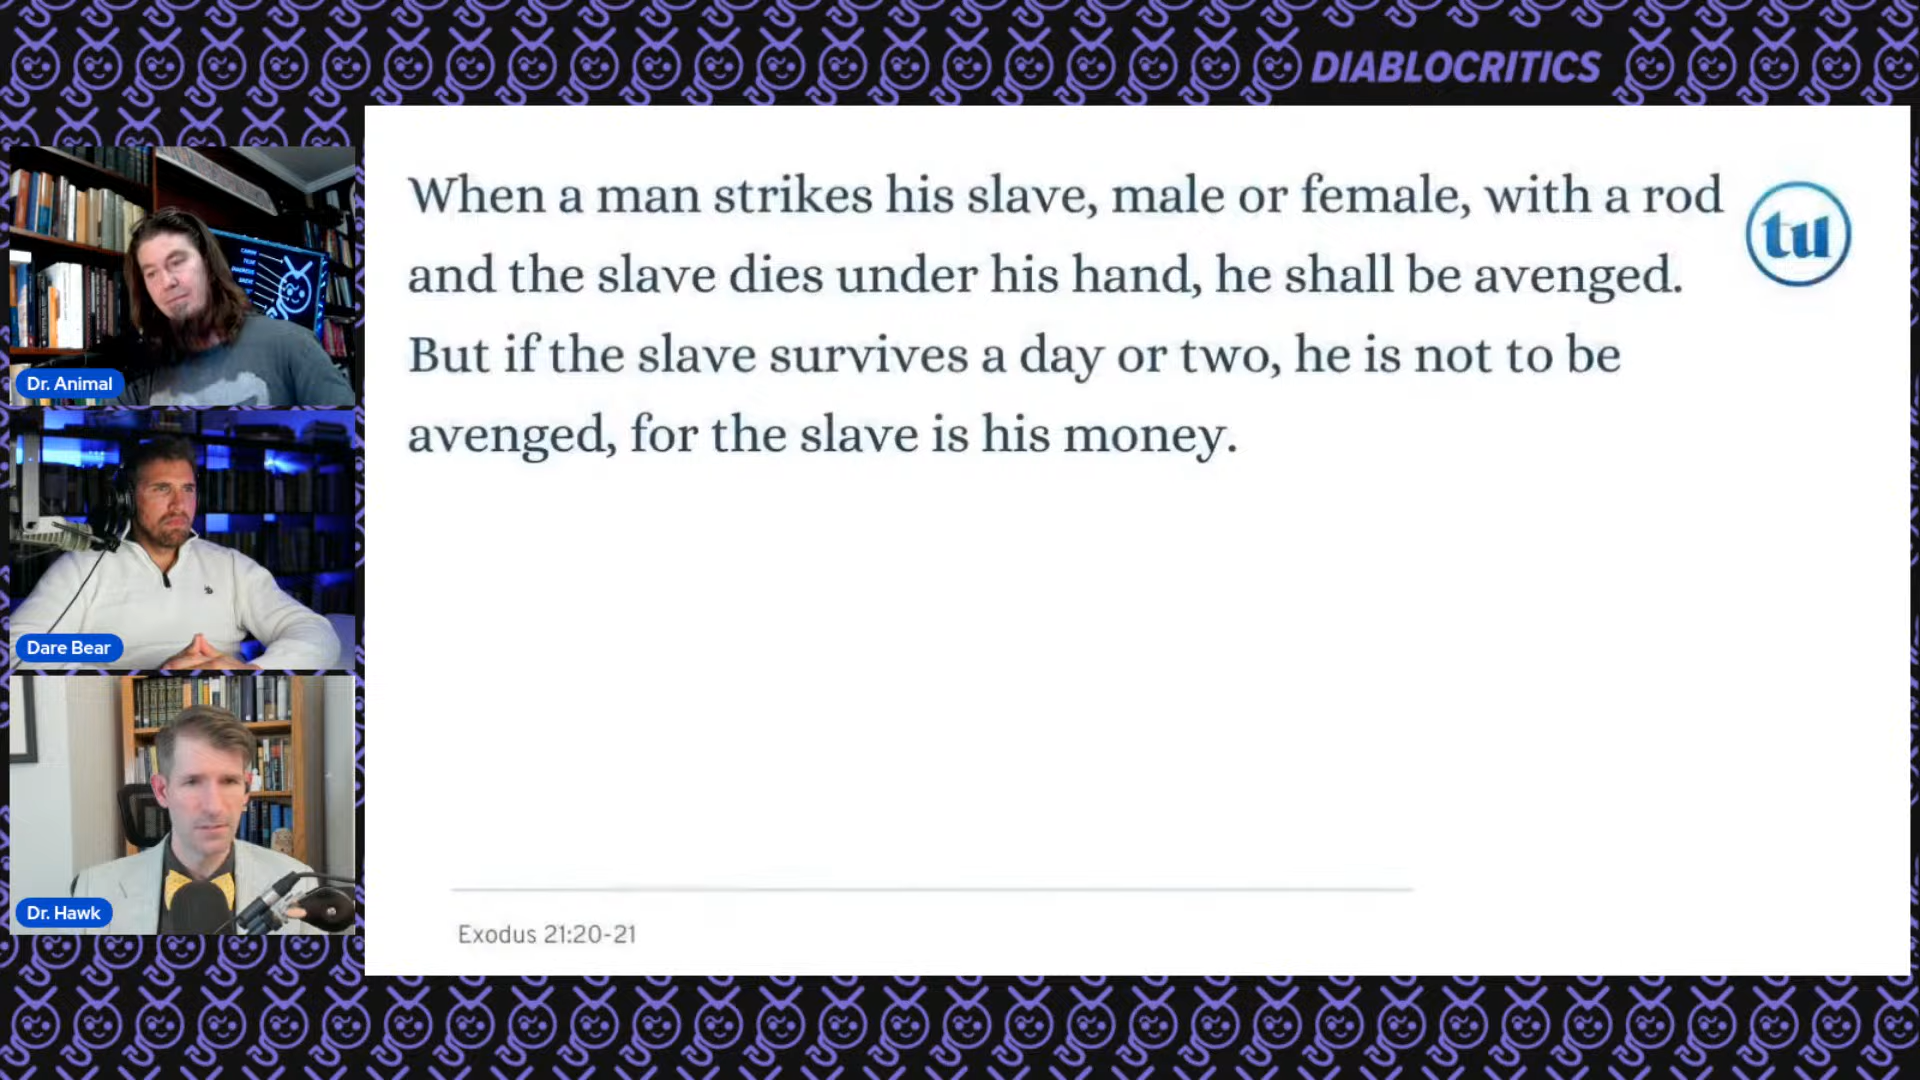 DIABLOCRITICS
When a man strikes his slave, male or female, with a rod
and the slave dies under his hand, he shall be avenged.
But if the slave survives a day or two, he is not to be
avenged, for the slave is his money.
tu
Dr. Animal
Dare Bear
Dr. Hawk
Exodus 21:20-21